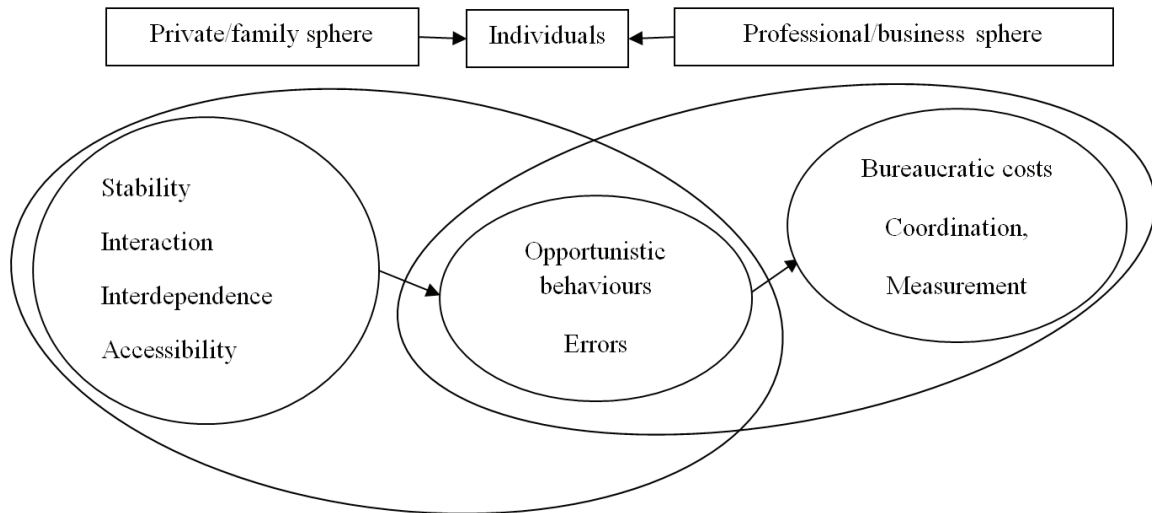 Private/family sphere
Individuals
Professional/business sphere
Stability
Interaction
Interdependence
Accessibility
Opportunistic
behaviours
Errors
Bureaucratic costs
Coordination,
Measurement